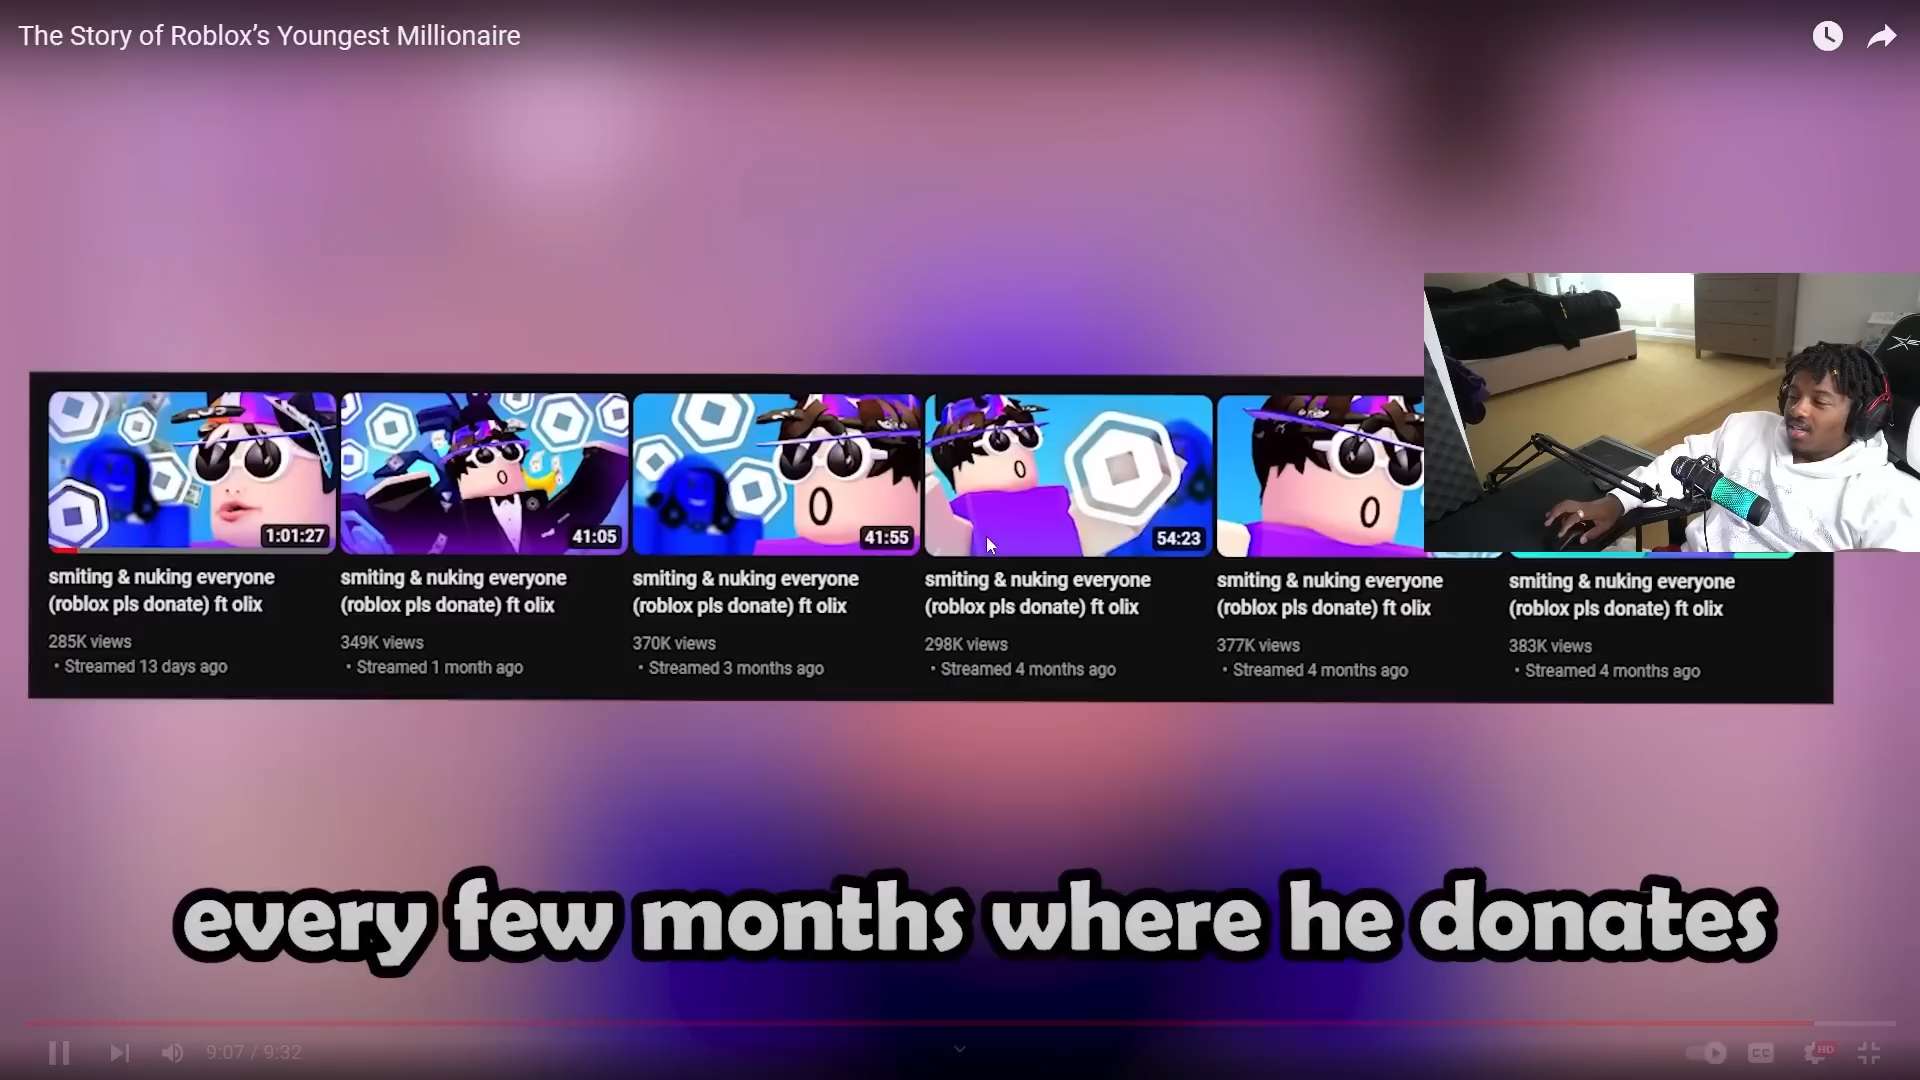 The Story of Roblox’s Youngest Millionaire
1:01:27
41:05
41:55
54:23
smiting & nuking everyone
(roblox pls donate) ft olix
285K views
• Streamed 13 days ago
smiting & nuking everyone
(roblox pls donate) ft olix
349K views
• Streamed 1 month ago
smiting & nuking everyone
(roblox pls donate) ft olix
370K views
• Streamed 3 months ago
smiting & nuking everyone
(roblox pls donate) ft olix
298K views
• Streamed 4 months ago
smiting & nuking everyone
(roblox pls donate) ft olix
377K views
• Streamed 4 months ago
smiting & nuking everyone
(roblox pls donate) ft olix
383K views
• Streamed 4 months ago
every few months where he donates
9:07 / 9:32
CC
HD